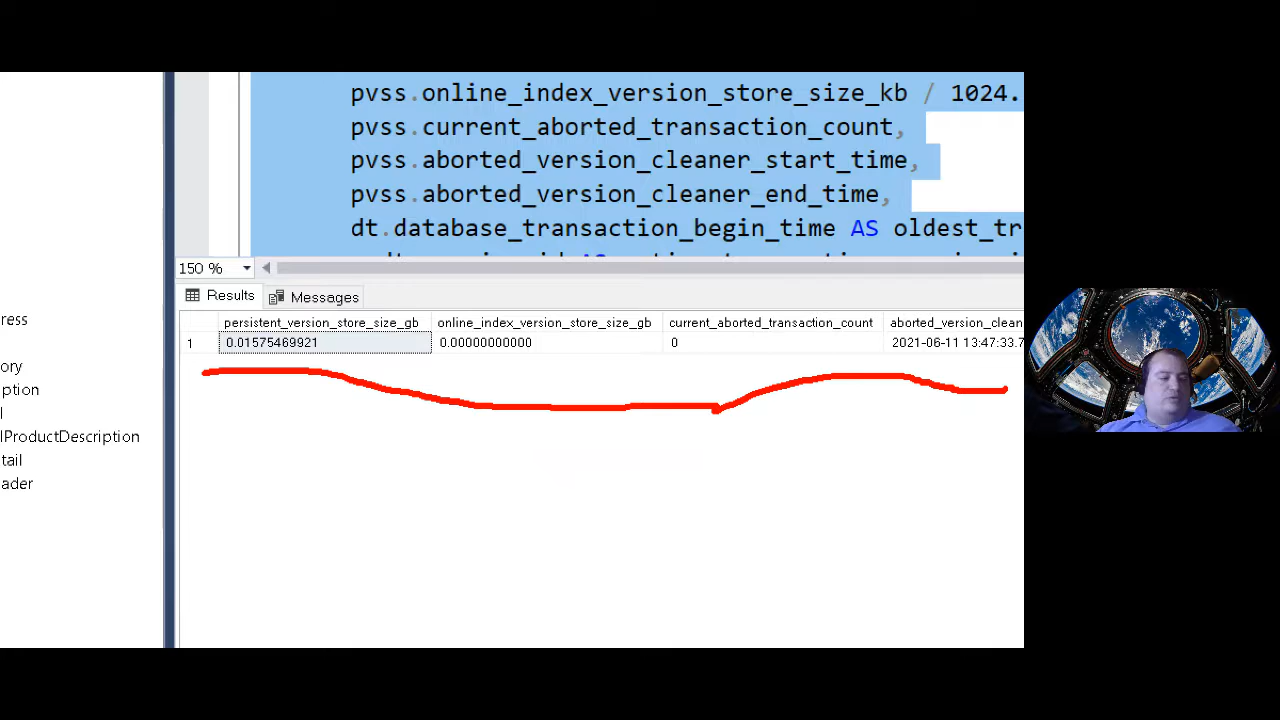 pvss.online_index_version_store_size_kb / 1024.
pvss.current_aborted_transaction_count,
pvss.aborted_version_cleaner_start_time,
pvss.aborted_version_cleaner_end_time,
dt.database_transaction_begin_time AS oldest_tr
150 %
Results Messages
persistent_version_store_size_gb online_index_version_store_size_gb current_aborted_transaction_count aborted_version_clean
1 0.01575469921 0.00000000000 0 2021-06-11 13:47:33.7
ress
ory
ption
l
lProductDescription
tail
ader